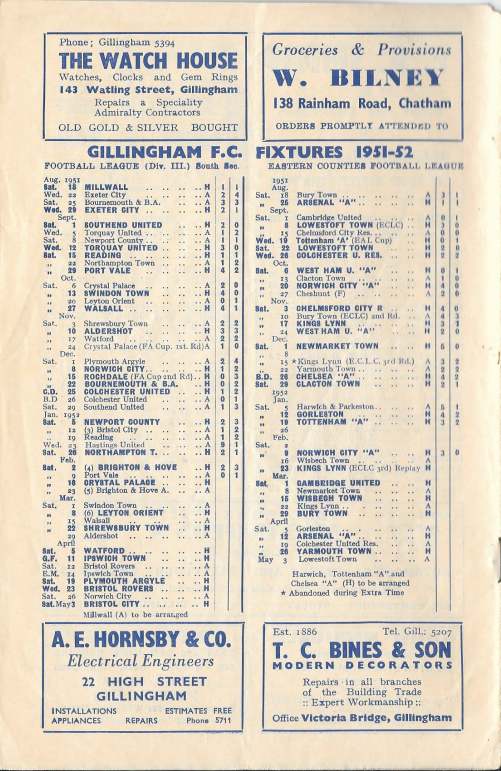 Phone; Gillingham 5394
THE WATCH HOUSE
Watches, Clocks and Gem Rings
143 Watling Street, Gillingham
Repairs a Speciality
Admiralty Contractors
OLD GOLD & SILVER BOUGHT
Groceries & Provisions
W. BILNEY
138 Rainham Road, Chatham
ORDERS PROMPTLY ATTENDED TO
GILLINGHAM F.C. FIXTURES 1951-52
FOOTBALL LEAGUE (Div. III.) South Sec.
Aug. 1951
Sat. 18 MILLWALL H 1 1
Wed. 22 Exeter City A 2 4
Sat. 25 Bournemouth & B.A. A 3 3
Wed. 29 EXETER CITY H 2 1
Sept.
Sat. 1 SOUTHEND UNITED H 2 0
Wed. 5 Torquay United A 1 2
Sat. 8 Newport County A 1 1
Wed. 12 TORQUAY UNITED H 3 0
Sat. 15 READING H 1 1
" 22 Northampton Town A 1 2
" 29 PORT VALE H 4 2
Oct.
Sat. 6 Crystal Palace A 2 0
" 13 SWINDON TOWN H 4 0
" 20 Leyton Orient A 0 1
" 27 WALSALL H 4 1
Nov.
Sat. 3 Shrewsbury Town A 2 2
" 10 ALDERSHOT H 3 3
" 17 Watford A 2 2
" 24 Crystal Palace (FA Cup. 1st. Rd) A 1 0
Dec.
Sat. 1 Plymouth Argyle A 2 4
" 8 NORWICH CITY H 1 2
" 15 ROCHDALE (FA Cup 2nd Rd) H 0 3
" 22 BOURNEMOUTH & B.A. H 0 2
C.D. 25 COLCHESTER UNITED H 1 2
B.D 26 Colchester United A 0 1
Sat. 29 Southend United A 1 3
Jan. 1952
Sat. 5 NEWPORT COUNTY H 2 3
" 12 (3) Bristol City A 1 2
" 19 Reading A 1 2
Wed. 23 Hastings United A 9 1
Sat. 26 NORTHAMPTON T. H 2 1
Feb.
Sat. 2 (4) BRIGHTON & HOVE H 2 3
" 9 Port Vale A 0 1
" 16 CRYSTAL PALACE H
" 23 (5) Brighton & Hove A. A
Mar.
Sat. 1 Swindon Town A
" 8 (6) LEYTON ORIENT H
" 15 Walsall A
" 22 SHREWSBURY TOWN H
" 29 Aldershot A
April
Sat. 5 WATFORD H
G.F. 11 IPSWICH TOWN H
Sat. 12 Bristol Rovers A
E.M. 14 Ipswich Town A
Sat. 19 PLYMOUTH ARGYLE H
Wed. 23 BRISTOL ROVERS H
Sat. 26 Norwich City A
Sat. May 3 BRISTOL CITY H
Millwall (A) to be arranged
EASTERN COUNTIES FOOTBALL LEAGUE
1951
Aug.
Sat. 18 Bury Town A 3 1
" 25 ARSENAL "A" H 1 1
Sept.
Sat. 1 Cambridge United A 0 1
" 8 LOWESTOFT TOWN (ECLC) H 3 0
" 15 Chelmsford City Res. A 0 0
Wed. 19 Tottenham "A" (E.A.L Cup) H 0 1
Sat. 22 LOWESTOFT TOWN H 2 0
Wed. 26 COLCHESTER U. RES. H 2 2
Oct.
Sat. 6 WEST HAM U. "A" H 0 1
" 13 Clacton Town A 1 0
" 20 NORWICH CITY "A" H 4 0
" 27 Cheshunt (F) A 2 0
Nov.
Sat. 3 CHELMSFORD CITY R H 4 0
" 10 Bury Town (ECLC) 2nd Rd. A 4 3
" 17 KINGS LYNN H 3 1
" 24 WEST HAM U. "A" H 2 0
Dec.
Sat. 1 NEWMARKET TOWN H 5 0
" 8
" 15 *Kings Lynn (E.C.L.C. 3rd Rd.) A 3 2
" 22 Yarmouth Town A 2 2
B.D. 26 CHELSEA "A" H 4 2
Sat. 29 CLACTON TOWN H 2 1
1952
Jan.
Sat. 5 Harwich & Parkeston A 5 1
" 12 GORLESTON H 4 2
" 19 TOTTENHAM "A" H 3 2
" 26
Feb.
Sat. 2
" 9 NORWICH CITY "A" H 3 0
" 16 Wisbech Town A
" 23 KINGS LYNN (ECLC 3rd) Replay H
Mar.
Sat. 1 CAMBRIDGE UNITED H
" 8 Newmarket Town A
" 15 WISBECH TOWN H
" 22 Kings Lynn A
" 29 BURY TOWN H
April
Sat. 5 Gorleston A
" 12 ARSENAL "A" H
" 19 Colchester United Res. A
" 26 YARMOUTH TOWN H
May 3 Lowestoft Town A
Harwich, Tottenham "A" and
Chelsea "A" (H) to be arranged
* Abandoned during Extra Time
A. E. HORNSBY & CO.
Electrical Engineers
22 HIGH STREET
GILLINGHAM
INSTALLATIONS ESTIMATES FREE
APPLIANCES REPAIRS Phone 5711
Est. 1886 Tel. Gill.; 5207
T. C. BINES & SON
MODERN DECORATORS
Repairs in all branches
of the Building Trade
:: Expert Workmanship ::
Office Victoria Bridge, Gillingham